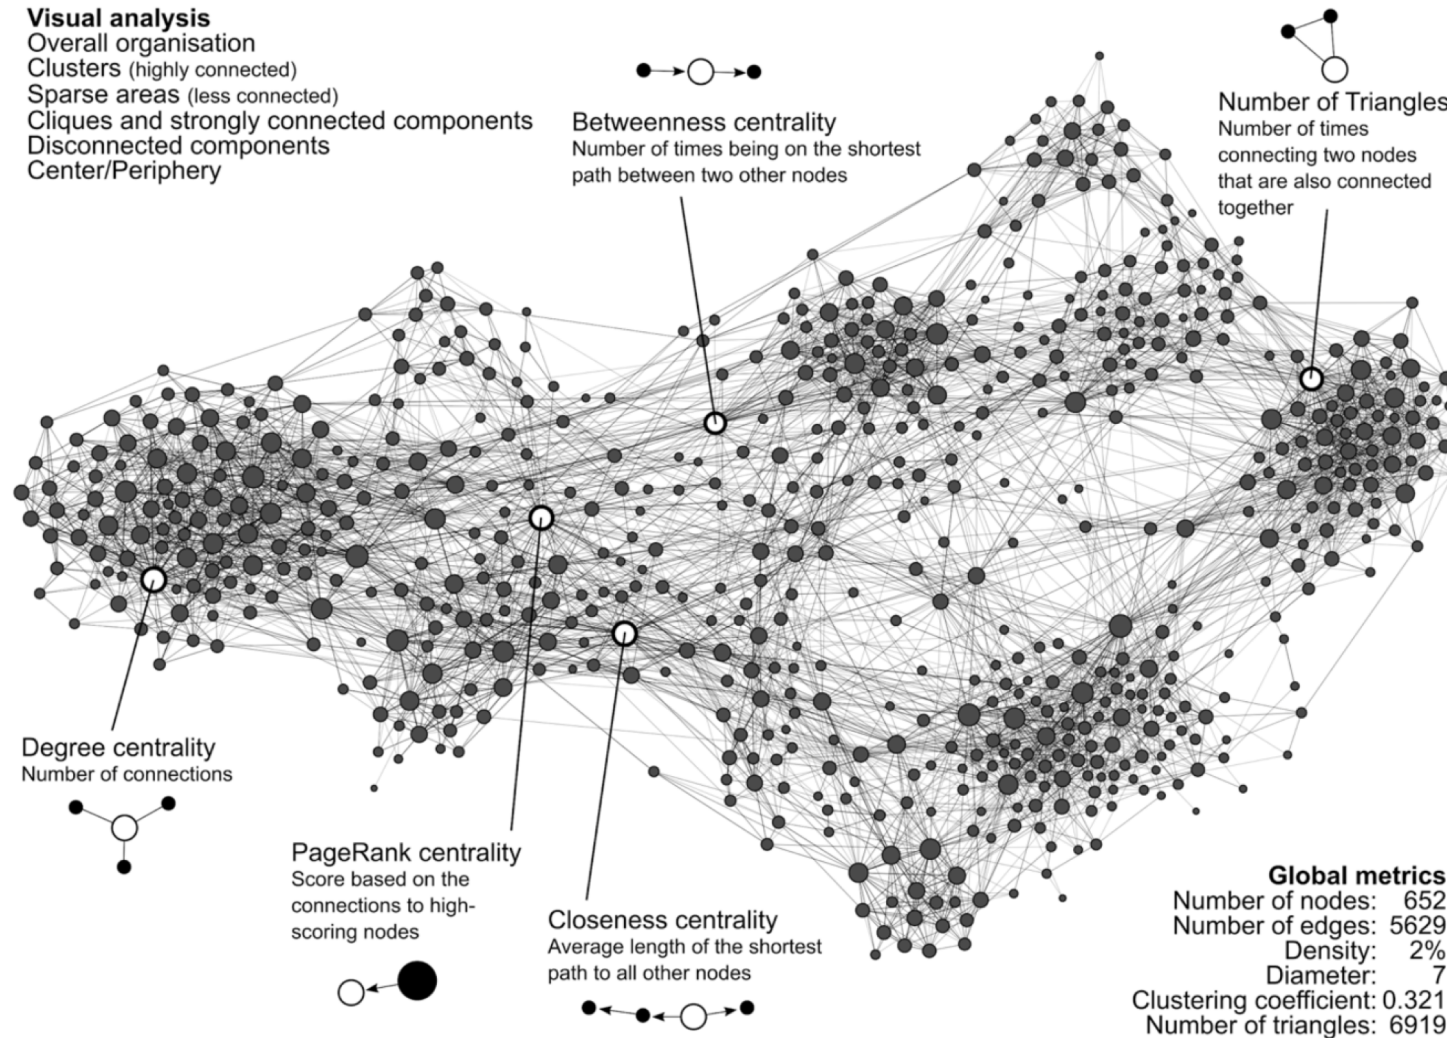 Visual analysis
Overall organisation
Clusters (highly connected)
Sparse areas (less connected)
Cliques and strongly connected components
Disconnected components
Center/Periphery
Betweenness centrality
Number of times being on the shortest
path between two other nodes
Number of Triangles
Number of times
connecting two nodes
that are also connected
together
Degree centrality
Number of connections
PageRank centrality
Score based on the
connections to high-
scoring nodes
Closeness centrality
Average length of the shortest
path to all other nodes
Global metrics
Number of nodes: 652
Number of edges: 5629
Density: 2%
Diameter: 7
Clustering coefficient: 0.321
Number of triangles: 6919